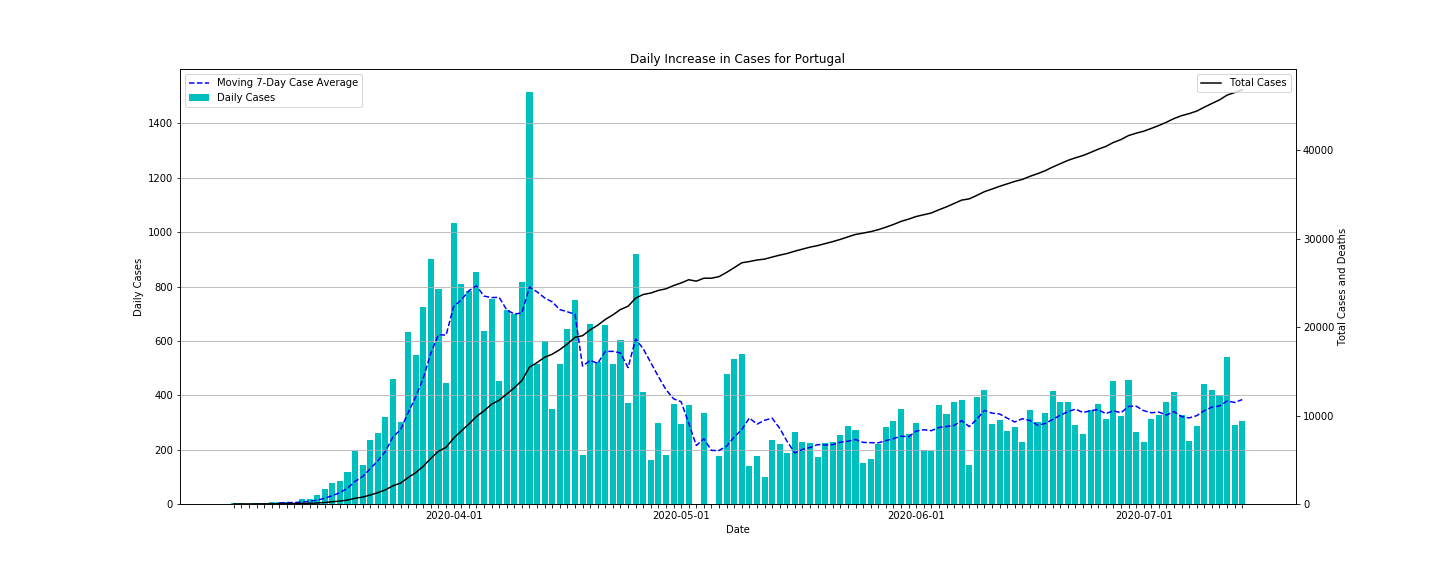 Daily Increase in Cases for Portugal
Moving 7-Day Case Average
Daily Cases
Total Cases
1400
1200
1000
800
600
400
200
0
Daily Cases
40000
30000
20000
10000
0
Total Cases and Deaths
2020-04-01
2020-05-01
2020-06-01
2020-07-01
Date